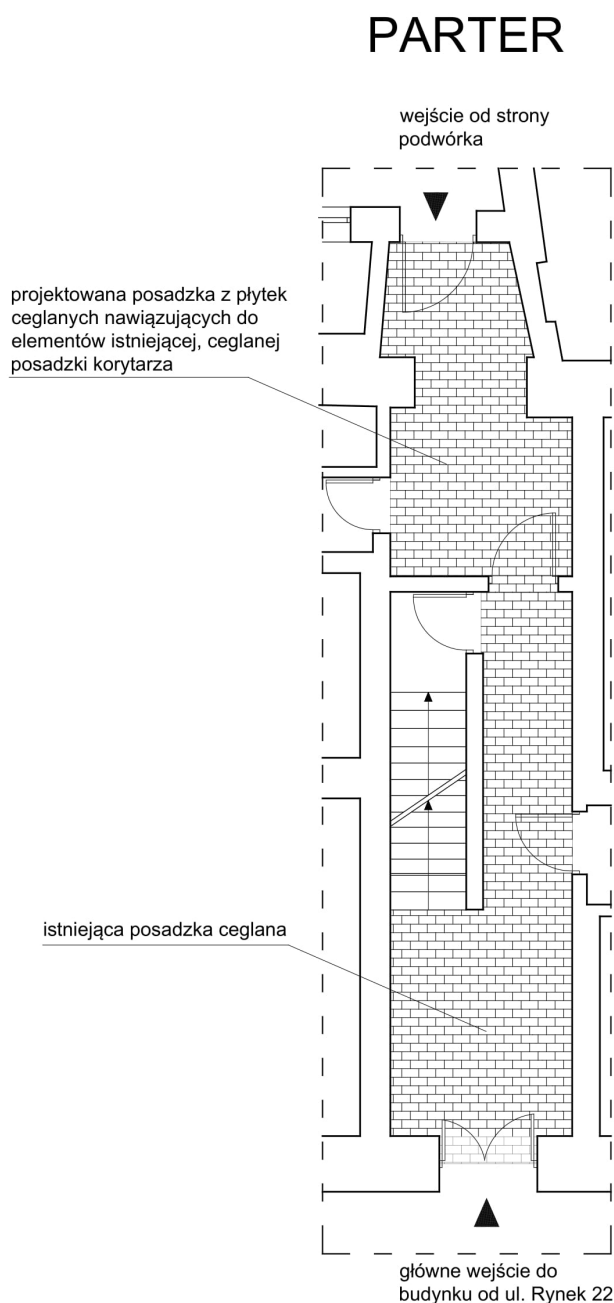 PARTER
wejście od strony
podwórka
projektowana posadzka z płytek
ceglanych nawiązujących do
elementów istniejącej, ceglanej
posadzki korytarza
istniejąca posadzka ceglana
główne wejście do
budynku od ul. Rynek 22